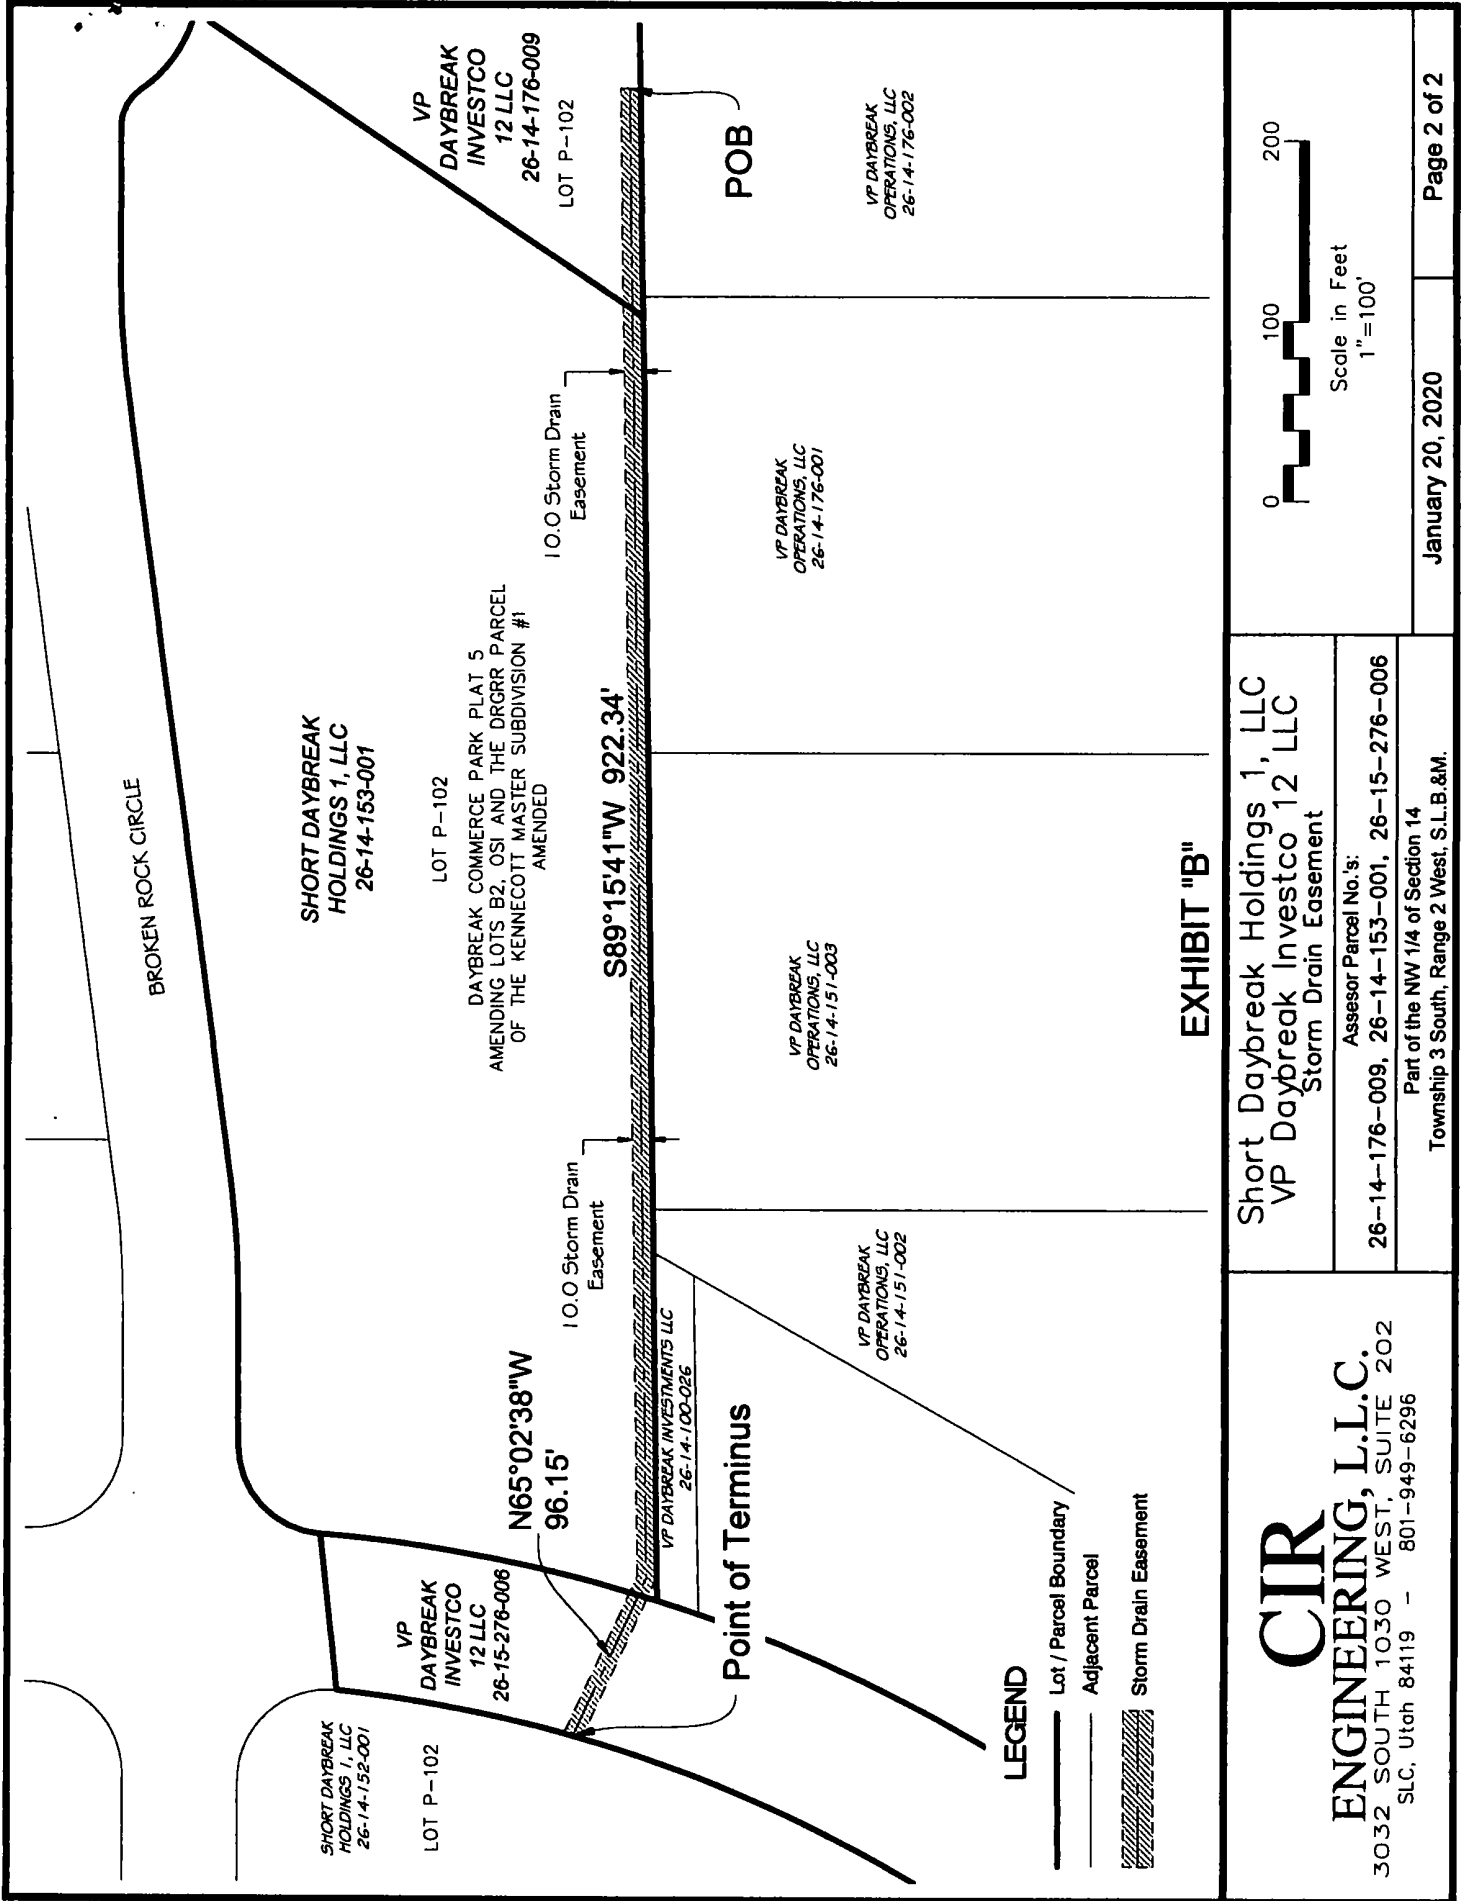 BROKEN ROCK CIRCLE
VP
DAYBREAK
INVESTCO
12 LLC
26-14-176-009
LOT P-102
SHORT DAYBREAK
HOLDINGS 1, LLC
26-14-153-001
LOT P-102
DAYBREAK COMMERCE PARK PLAT 5
AMENDING LOTS B2, OS1 AND THE DRGRR PARCEL
OF THE KENNECOTT MASTER SUBDIVISION #1
AMENDED
SHORT DAYBREAK
HOLDINGS 1, LLC
26-14-152-001
LOT P-102
VP
DAYBREAK
INVESTCO
12 LLC
26-15-276-006
N65°02'38"W
96.15'
10.0 Storm Drain
Easement
S89°15'41"W 922.34'
10.0 Storm Drain
Easement
POB
VP DAYBREAK INVESTMENTS LLC
26-14-100-026
Point of Terminus
VP DAYBREAK
OPERATIONS, LLC
26-14-151-002
VP DAYBREAK
OPERATIONS, LLC
26-14-151-003
VP DAYBREAK
OPERATIONS, LLC
26-14-176-001
VP DAYBREAK
OPERATIONS, LLC
26-14-176-002
LEGEND
Lot / Parcel Boundary
Adjacent Parcel
Storm Drain Easement
EXHIBIT "B"
CIR
ENGINEERING, L.L.C.
3032 SOUTH 1030 WEST, SUITE 202
SLC, Utah 84119 - 801-949-6296
Short Daybreak Holdings 1, LLC
VP Daybreak Investco 12 LLC
Storm Drain Easement
Assesor Parcel No.'s:
26-14-176-009, 26-14-153-001, 26-15-276-006
Part of the NW 1/4 of Section 14
Township 3 South, Range 2 West, S.L.B.&M.
0 100 200
Scale in Feet
1"=100'
January 20, 2020
Page 2 of 2